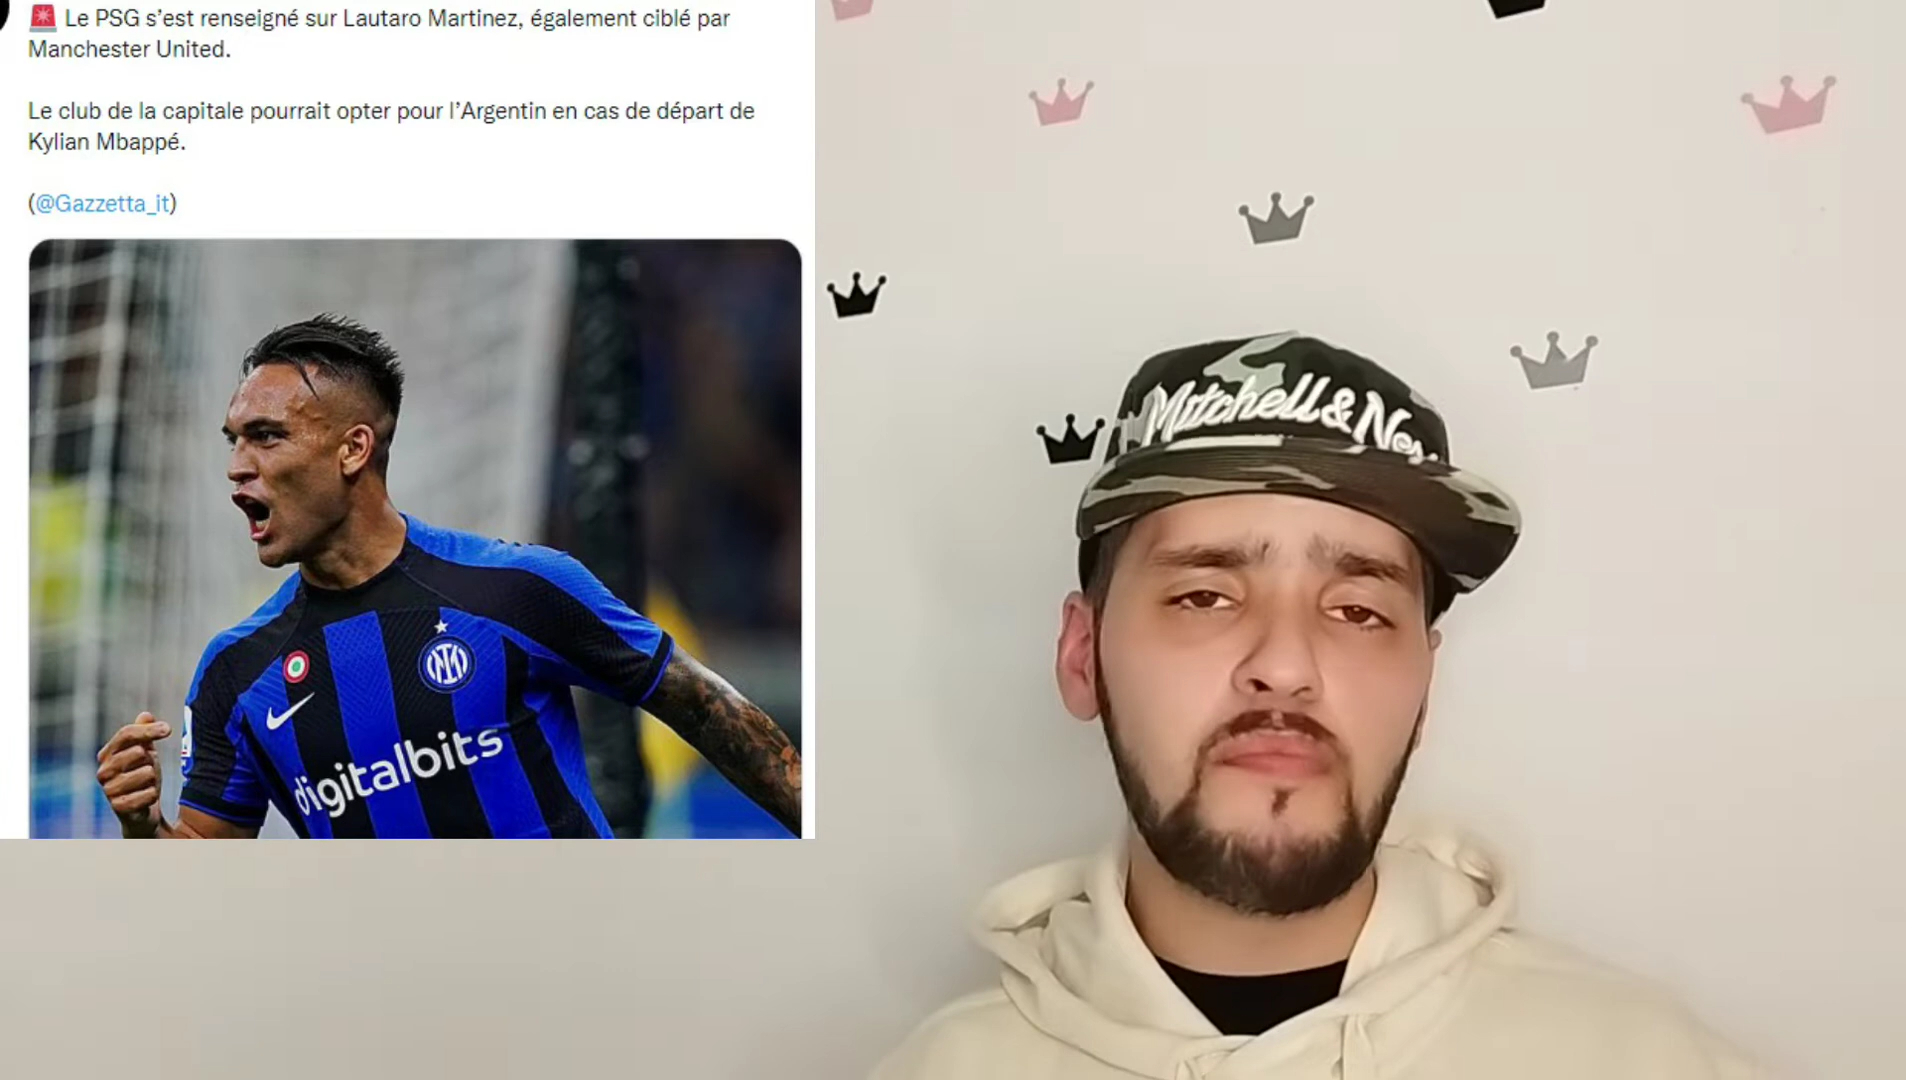 🚨 Le PSG s’est renseigné sur Lautaro Martinez, également ciblé par
Manchester United.
Le club de la capitale pourrait opter pour l’Argentin en cas de départ de
Kylian Mbappé.
(@Gazzetta_it)
digitalbits
Mitchell &